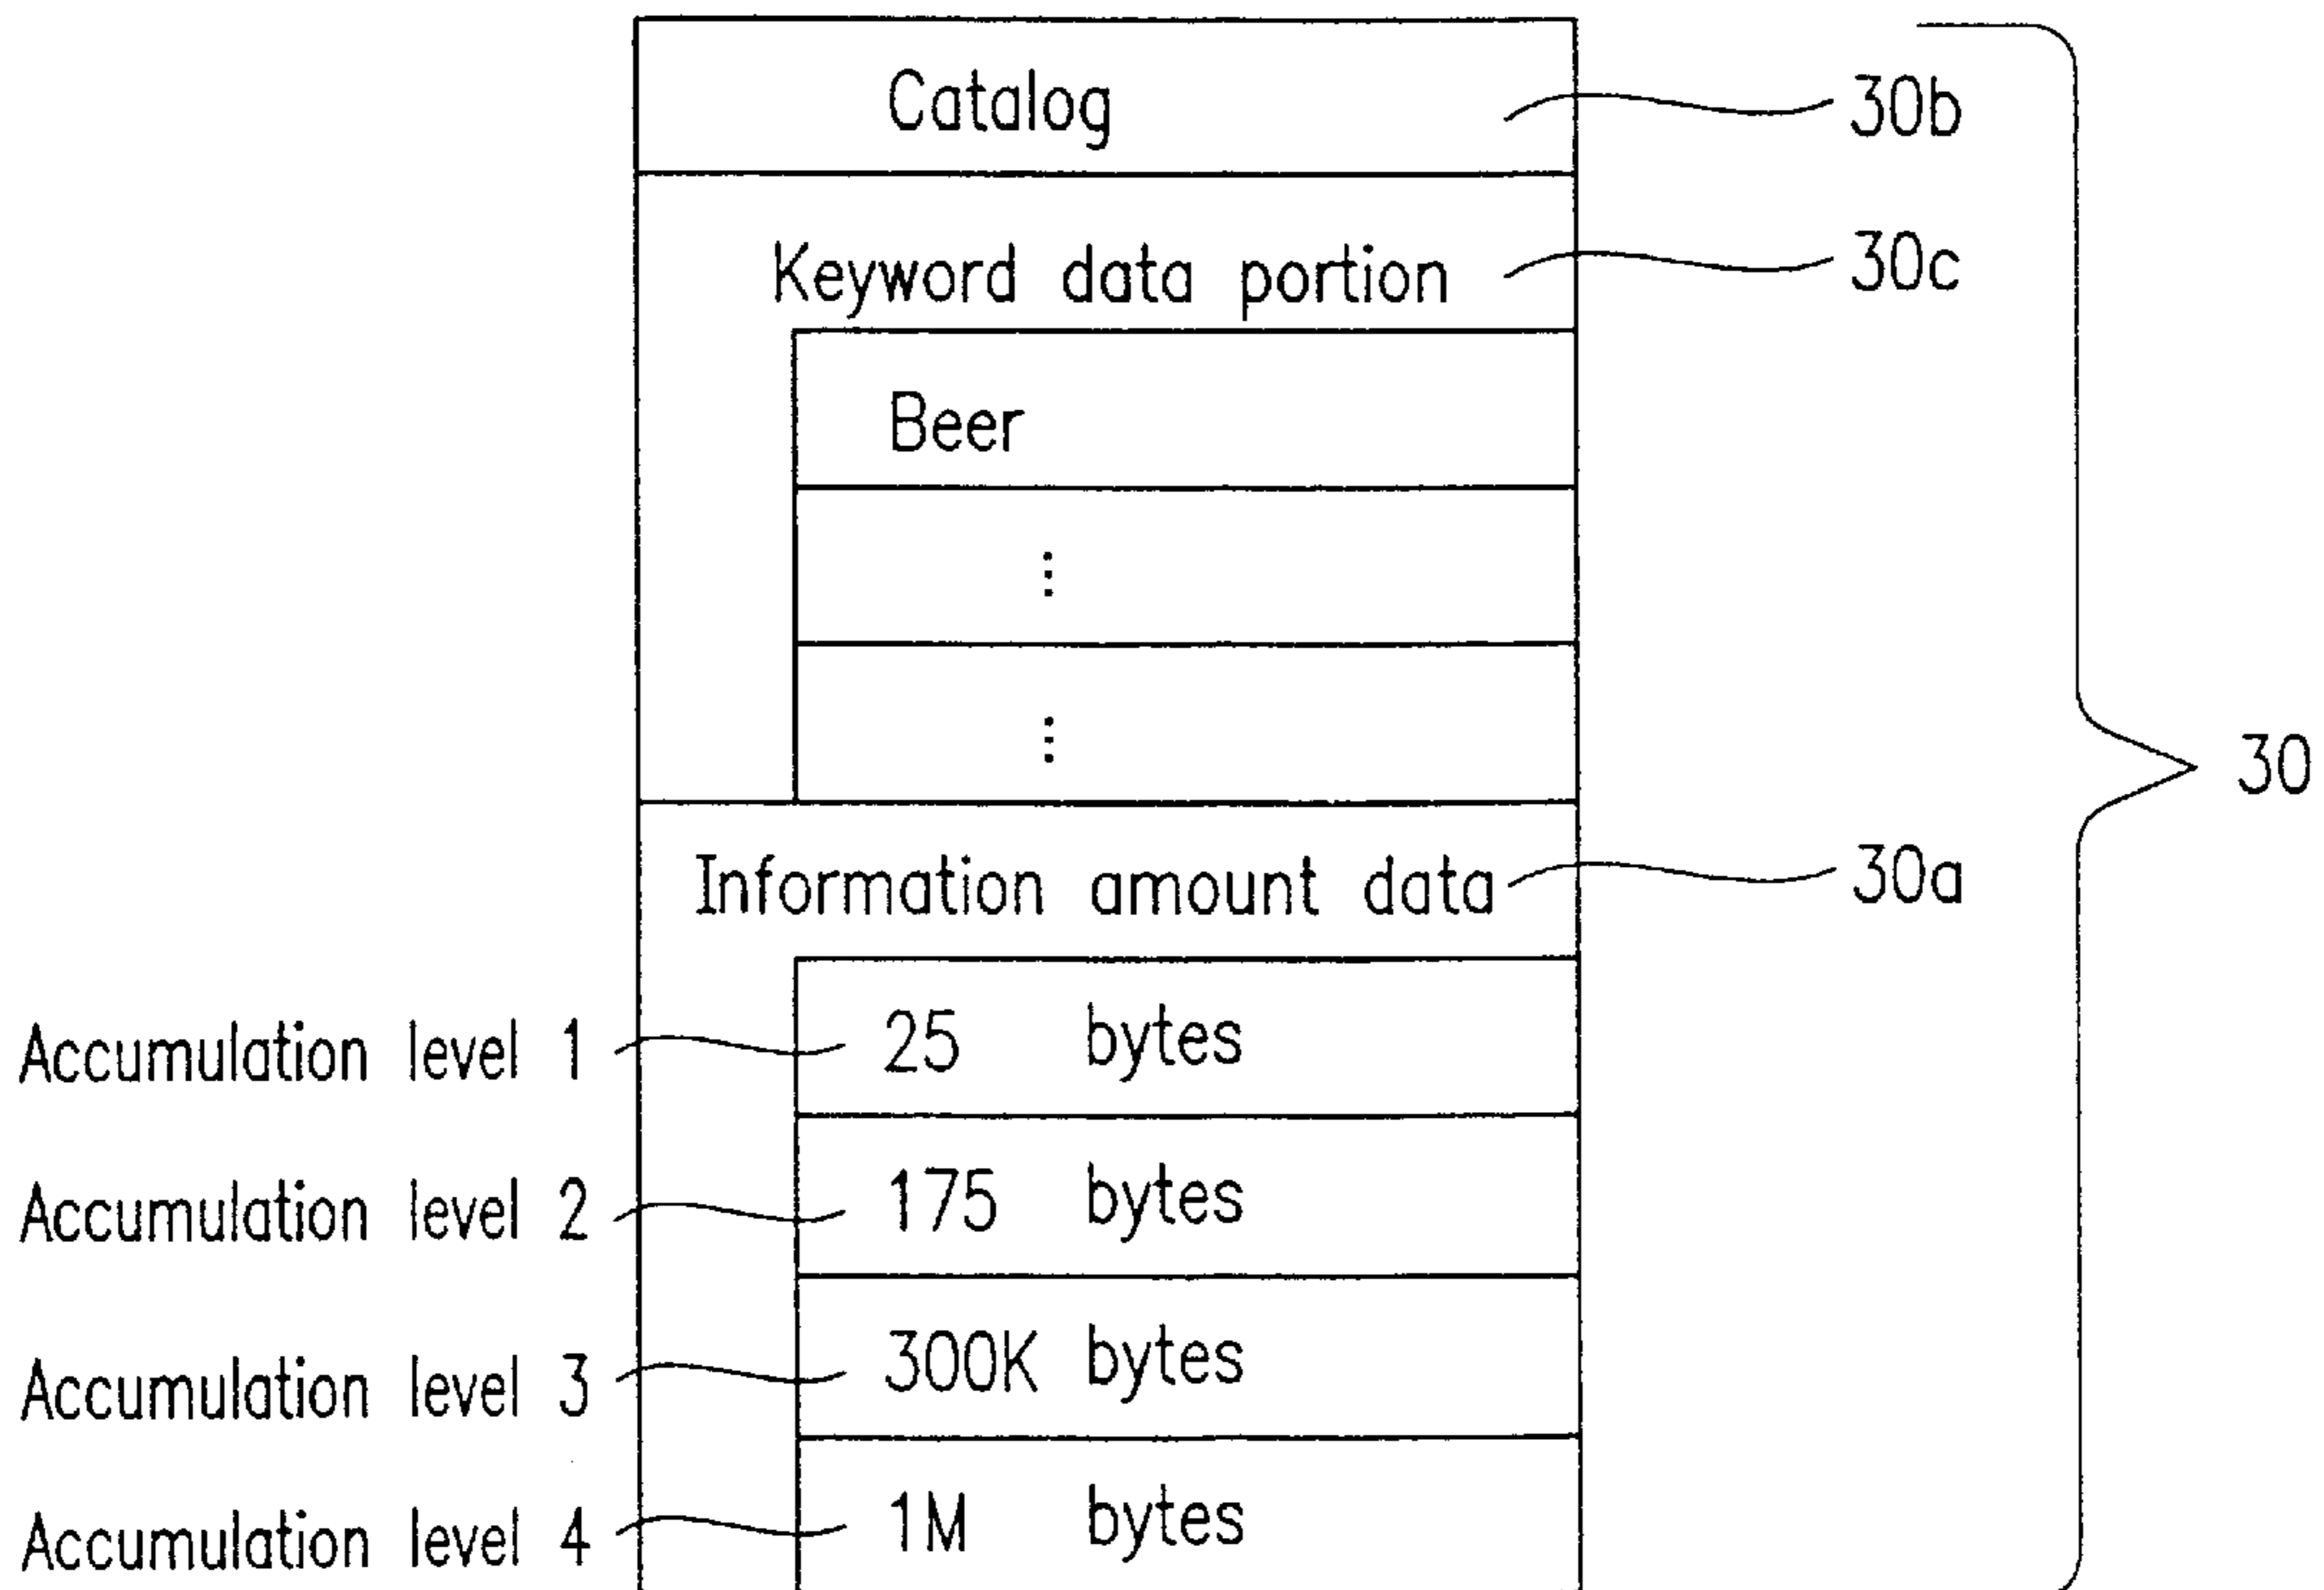 Catalog 30b
Keyword data portion 30c
Beer
⋮
⋮
30
Information amount data 30a
Accumulation level 1 25 bytes
Accumulation level 2 175 bytes
Accumulation level 3 300K bytes
Accumulation level 4 1M bytes